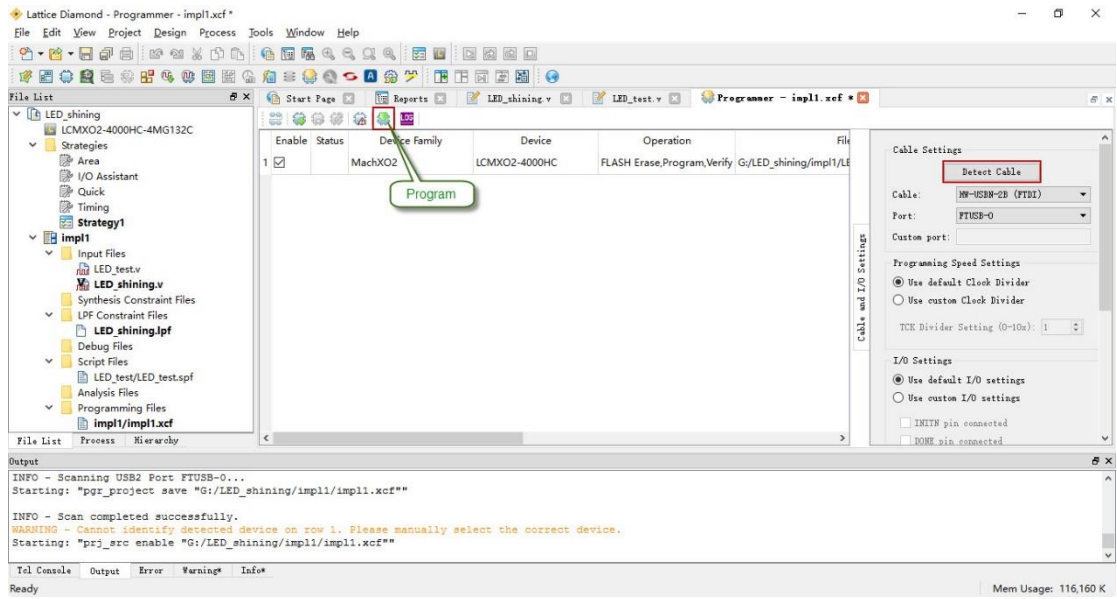 Lattice Diamond - Programmer - impl1.xcf *
File Edit View Project Design Process Tools Window Help
File List
Start Page Reports LED_shining.v LED_test.v Programmer - impl1.xcf *
LED_shining
LCMXO2-4000HC-4MG132C
Strategies
Area
I/O Assistant
Quick
Timing
Strategy1
impl1
Input Files
LED_test.v
LED_shining.v
Synthesis Constraint Files
LPF Constraint Files
LED_shining.lpf
Debug Files
Script Files
LED_test/LED_test.spf
Analysis Files
Programming Files
impl1/impl1.xcf
File List Process Hierarchy
LOG
Enable Status Device Family Device Operation File
1 MachXO2 LCMXO2-4000HC FLASH Erase,Program,Verify G:/LED_shining/impl1/LE
Program
Cable and I/O Settings
Cable Settings
Detect Cable
Cable: HW-USBN-2B (FTDI)
Port: FTUSB-0
Custom port:
Programming Speed Settings
Use default Clock Divider
Use custom Clock Divider
TCK Divider Setting (0-10x): 1
I/O Settings
Use default I/O settings
Use custom I/O settings
INITN pin connected
DONE pin connected
Output
INFO - Scanning USB2 Port FTUSB-0...
Starting: "pgr_project save "G:/LED_shining/impl1/impl1.xcf""
INFO - Scan completed successfully.
WARNING - Cannot identify detected device on row 1. Please manually select the correct device.
Starting: "prj_src enable "G:/LED_shining/impl1/impl1.xcf""
Tcl Console Output Error Warning* Info*
Ready
Mem Usage: 116,160 K